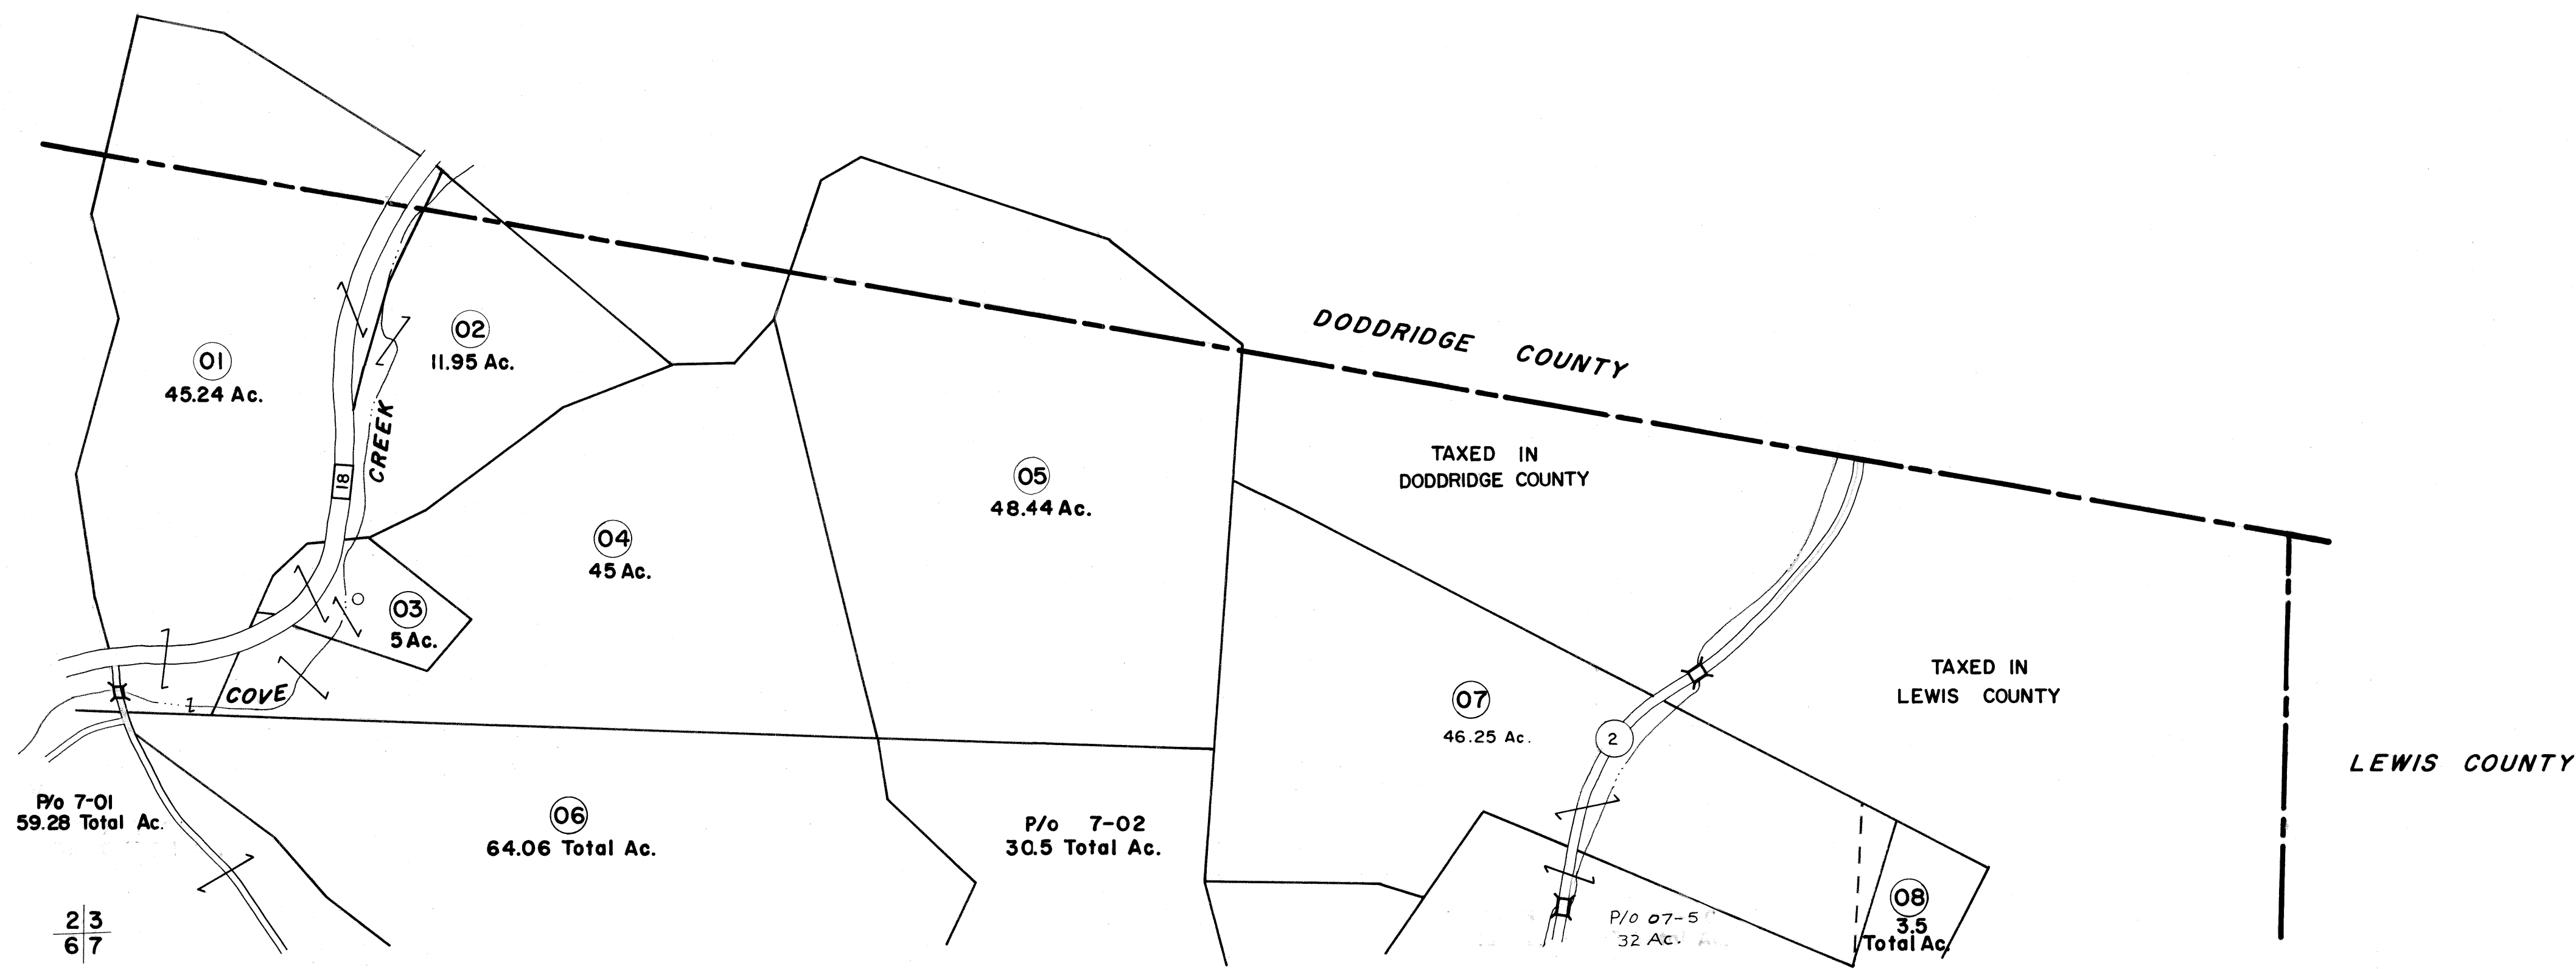 DODDRIDGE COUNTY
02
11.95 Ac.
01
45.24 Ac.
CREEK
18
TAXED IN
DODDRIDGE COUNTY
05
48.44 Ac.
04
45 Ac.
03
5 Ac.
COVE
07
46.25 Ac.
2
TAXED IN
LEWIS COUNTY
LEWIS COUNTY
P/o 7-01
59.28 Total Ac.
06
64.06 Total Ac.
P/o 7-02
30.5 Total Ac.
P/o 07-5
32 Ac.
08
3.5
Total Ac.
2 3
6 7